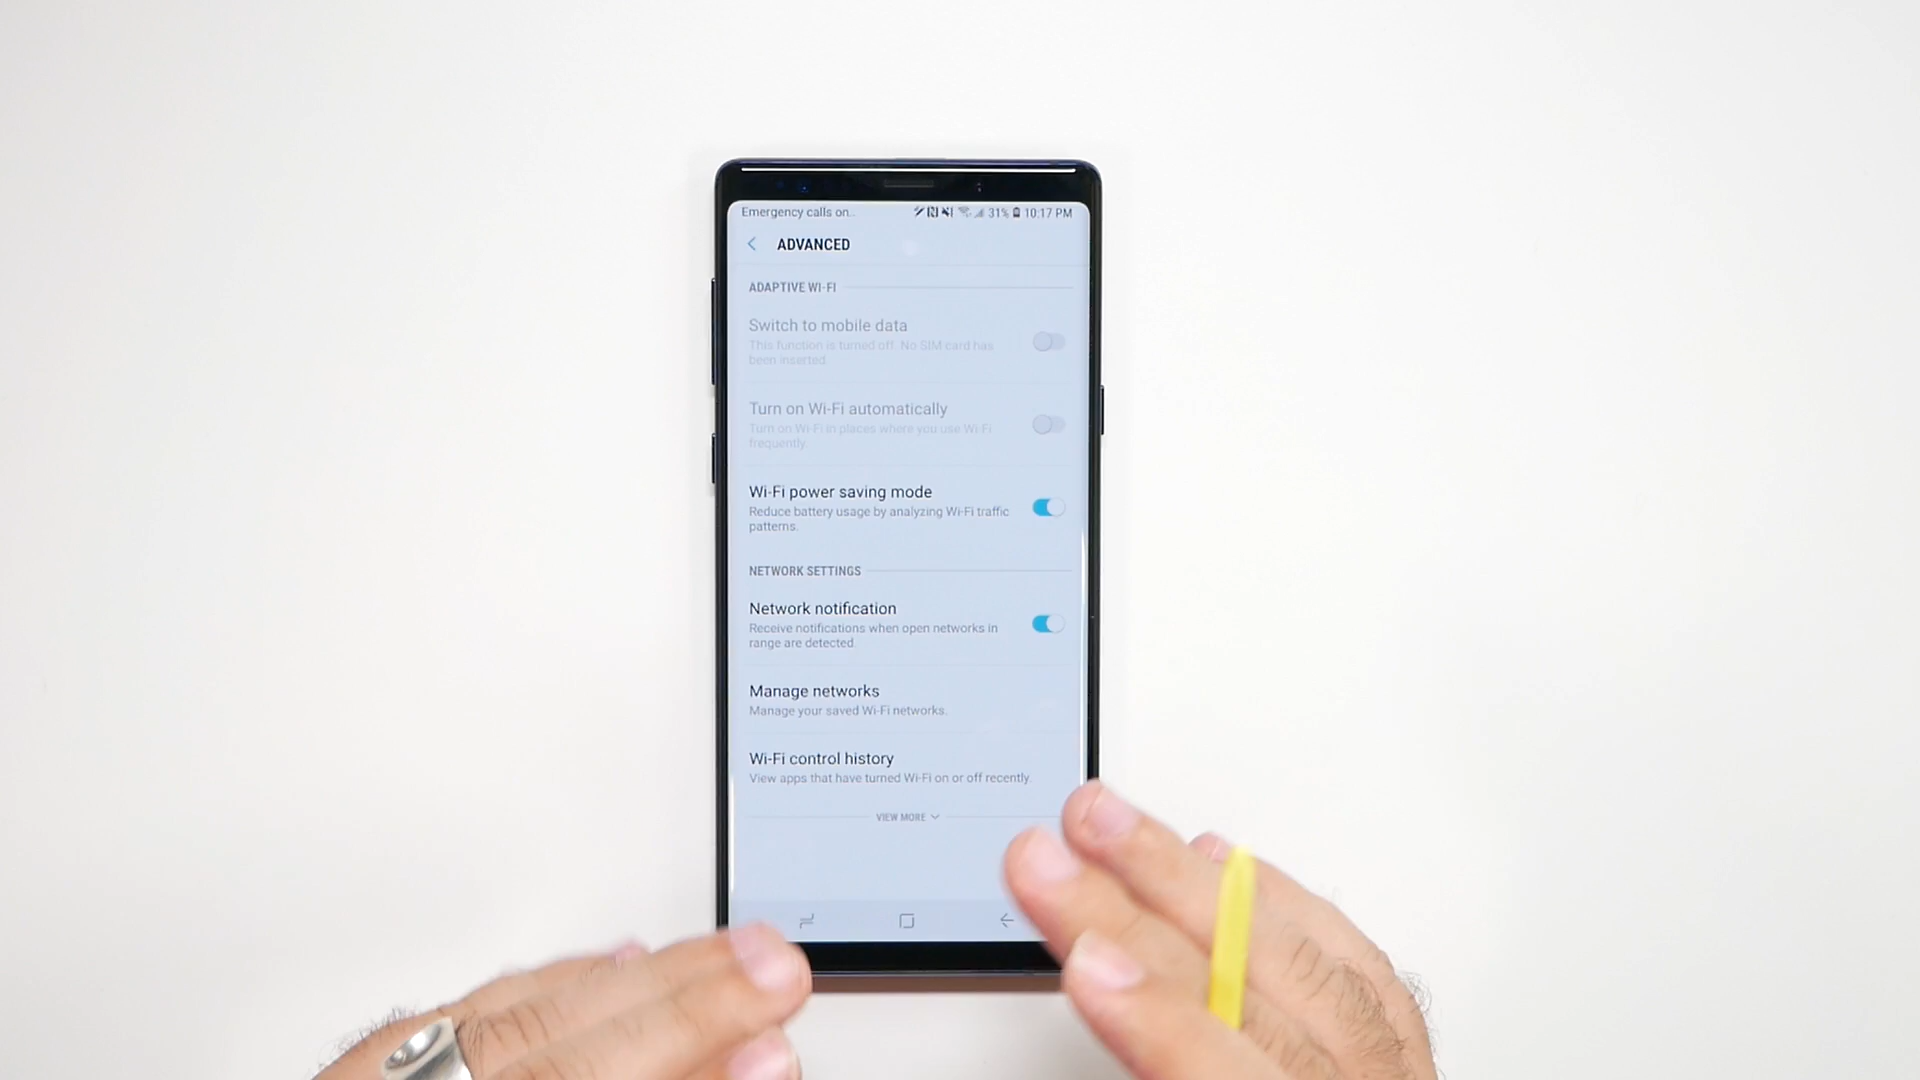 Emergency calls on.. 31% 10:17 PM
ADVANCED
ADAPTIVE WI-FI
Switch to mobile data
This function is turned off. No SIM card has
been inserted.
Turn on Wi-Fi automatically
Turn on Wi-Fi in places where you use Wi-Fi
frequently.
Wi-Fi power saving mode
Reduce battery usage by analyzing Wi-Fi traffic
patterns.
NETWORK SETTINGS
Network notification
Receive notifications when open networks in
range are detected.
Manage networks
Manage your saved Wi-Fi networks.
Wi-Fi control history
View apps that have turned Wi-Fi on or off recently.
VIEW MORE